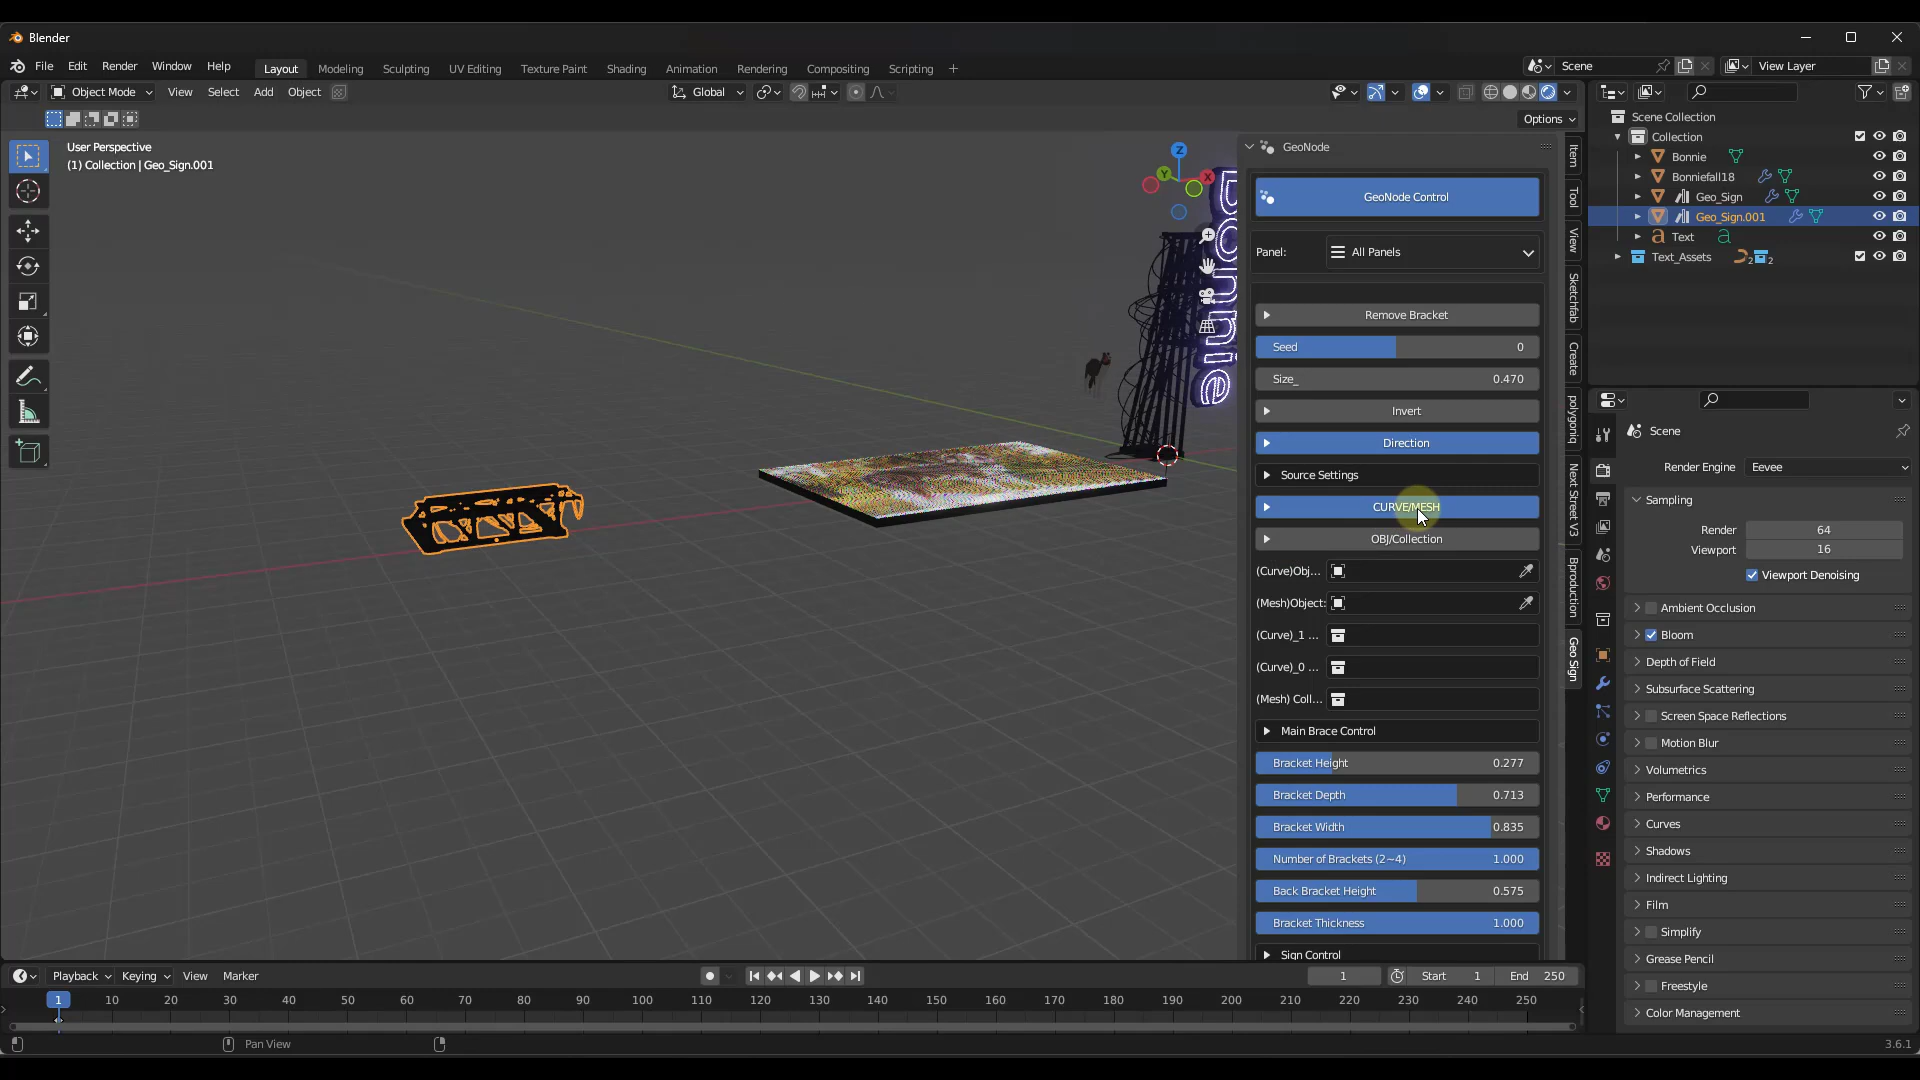 Blender
File Edit Render Window Help Layout Modeling Sculpting UV Editing Texture Paint Shading Animation Rendering Compositing Scripting + Scene View Layer
Object Mode View Select Add Object Global
Options
User Perspective
(1) Collection | Geo_Sign.001
Z
Y
X
Bonnie
GeoNode
GeoNode Control
Panel: All Panels
Remove Bracket
Seed 0
Size_ 0.470
Invert
Direction
Source Settings
CURVE/MESH
OBJ/Collection
(Curve)Obj...
(Mesh)Object:
(Curve)_1 ...
(Curve)_0 ...
(Mesh) Coll...
Main Brace Control
Bracket Height 0.277
Bracket Depth 0.713
Bracket Width 0.835
Number of Brackets (2~4) 1.000
Back Bracket Height 0.575
Bracket Thickness 1.000
Sign Control
Item
Tool
View
Sketchfab
Create
polygoniq
Next Street V3
Bproduction
Geo Sign
Scene Collection
Collection
Bonnie
Bonniefall18
Geo_Sign
Geo_Sign.001
Text
Text_Assets 2 2
Scene
Render Engine Eevee
Sampling
Render 64
Viewport 16
Viewport Denoising
Ambient Occlusion
Bloom
Depth of Field
Subsurface Scattering
Screen Space Reflections
Motion Blur
Volumetrics
Performance
Curves
Shadows
Indirect Lighting
Film
Simplify
Grease Pencil
Freestyle
Color Management
Playback Keying View Marker 1 Start 1 End 250
1 10 20 30 40 50 60 70 80 90 100 110 120 130 140 150 160 170 180 190 200 210 220 230 240 250
Pan View 3.6.1